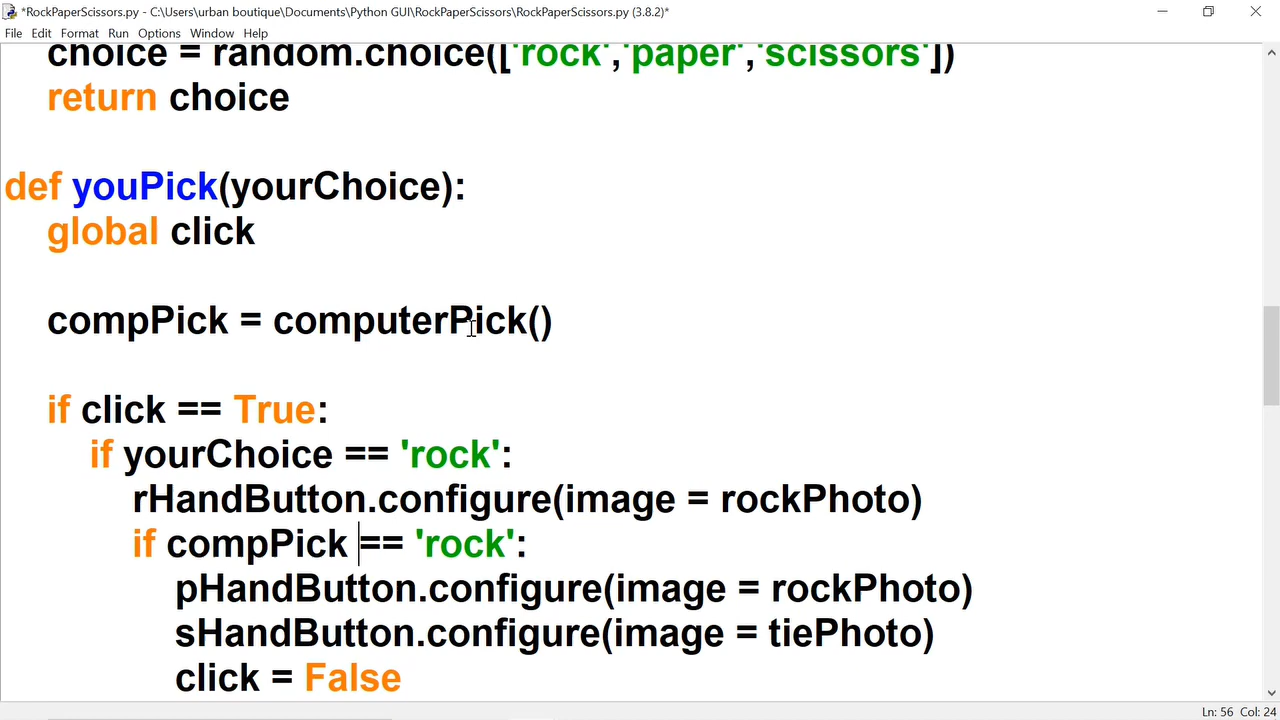 *RockPaperScissors.py - C:\Users\urban boutique\Documents\Python GUI\RockPaperScissors\RockPaperScissors.py (3.8.2)*
File Edit Format Run Options Window Help
choice = random.choice(['rock','paper','scissors'])
return choice
def youPick(yourChoice):
global click
compPick = computerPick()
if click == True:
if yourChoice == 'rock':
rHandButton.configure(image = rockPhoto)
if compPick == 'rock':
pHandButton.configure(image = rockPhoto)
sHandButton.configure(image = tiePhoto)
click = False
Ln: 56 Col: 24